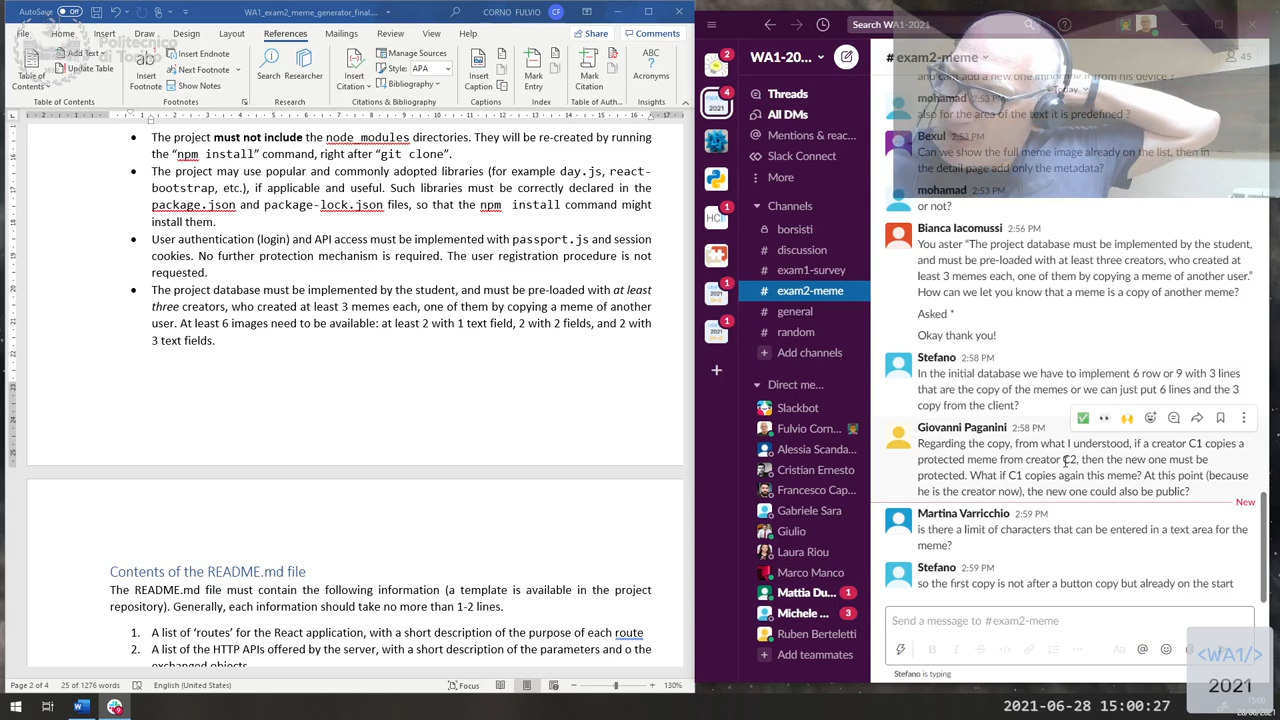 AutoSave
WA1_exam2_meme_generator_final...
CORNO FULVIO
CF
File
Home
Design
Layout
References
Mailings
Review
View
Help
Share
Comments
Politecnico
di Torino
Table of
Contents
Add Text
Update Table
Table of Contents
Insert
Footnote
Insert Endnote
Next Footnote
Show Notes
Footnotes
Search
Researcher
Research
Insert
Citation
Manage Sources
Style: APA
Bibliography
Citations & Bibliography
Insert
Caption
Captions
Mark
Entry
Index
Mark
Citation
Table of Auth...
Acronyms
Insights
• The project must not include the node_modules directories. They will be re-created by running
the “npm install” command, right after “git clone”.
• The project may use popular and commonly adopted libraries (for example day.js, react-
bootstrap, etc.), if applicable and useful. Such libraries must be correctly declared in the
package.json and package-lock.json files, so that the npm install command might
install them.
• User authentication (login) and API access must be implemented with passport.js and session
cookies. No further protection mechanism is required. The user registration procedure is not
requested.
• The project database must be implemented by the student, and must be pre-loaded with at least
three creators, who created at least 3 memes each, one of them by copying a meme of another
user. At least 6 images need to be available: at least 2 with 1 text field, 2 with 2 fields, and 2 with
3 text fields.
Contents of the README.md file
The README.md file must contain the following information (a template is available in the project
repository). Generally, each information should take no more than 1-2 lines.
1. A list of ‘routes’ for the React application, with a short description of the purpose of each route
2. A list of the HTTP APIs offered by the server, with a short description of the parameters and o the
exchanged objects
Page 2 of 4
25 of 1276 words
English (United States)
Focus
130%
Search WA1-2021
WA1-20...
Threads
All DMs
Mentions & reac...
Slack Connect
More
Channels
borsisti
# discussion
# exam1-survey
# exam2-meme
# general
# random
Add channels
Direct me...
Slackbot
Fulvio Corn...
Alessia Scanda...
Cristian Ernesto
Francesco Cap...
Gabriele Sara
Giulio
Laura Riou
Marco Manco
Mattia Du... 1
Michele ... 3
Ruben Berteletti
Add teammates
# exam2-meme
45
Today
mohamad 2:53 PM
also for the area of the text it is predefined ?
Bexul 2:53 PM
Can we show the full meme image already on the list, then in
the detail page add only the metadata?
mohamad 2:53 PM
or not?
Bianca Iacomussi 2:56 PM
You aster “The project database must be implemented by the student,
and must be pre-loaded with at least three creators, who created at
least 3 memes each, one of them by copying a meme of another user.”
How can we let you know that a meme is a copy of another meme?
Asked *
Okay thank you!
Stefano 2:58 PM
In the initial database we have to implement 6 row or 9 with 3 lines
that are the copy of the memes or we can just put 6 lines and the 3
copy from the client?
Giovanni Paganini 2:58 PM
Regarding the copy, from what I understood, if a creator C1 copies a
protected meme from creator C2, then the new one must be
protected. What if C1 copies again this meme? At this point (because
he is the creator now), the new one could also be public?
New
Martina Varricchio 2:59 PM
is there a limit of characters that can be entered in a text area for the
meme?
Stefano 2:59 PM
so the first copy is not after a button copy but already on the start
Send a message to #exam2-meme
Stefano is typing
<WA1/>
2021
2021-06-28 15:00:27